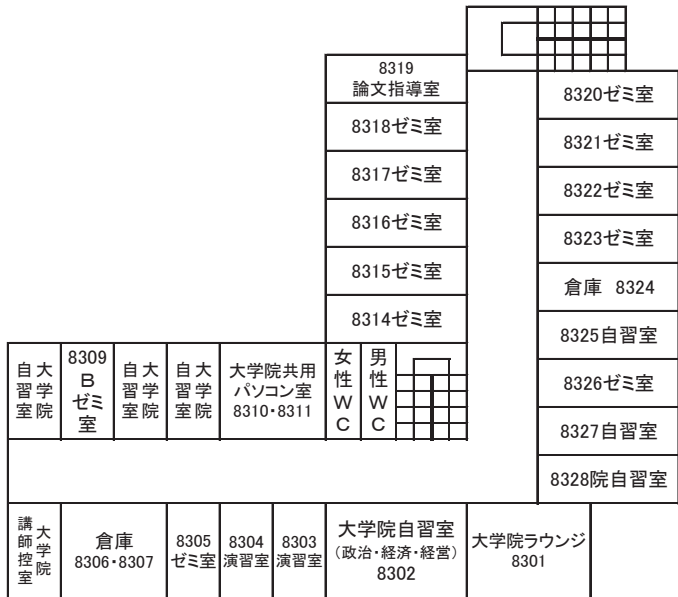 8319
論文指導室
8318ゼミ室
8317ゼミ室
8316ゼミ室
8315ゼミ室
8314ゼミ室
8320ゼミ室
8321ゼミ室
8322ゼミ室
8323ゼミ室
倉庫 8324
8325自習室
8326ゼミ室
8327自習室
8328院自習室
大学院
自習室
8309
B
ゼミ
室
大学院
自習室
大学院
自習室
大学院共用
パソコン室
8310・8311
女性WC
男性WC
大学院
講師控室
倉庫
8306・8307
8305
ゼミ室
8304
演習室
8303
演習室
大学院自習室
(政治・経済・経営)
8302
大学院ラウンジ
8301